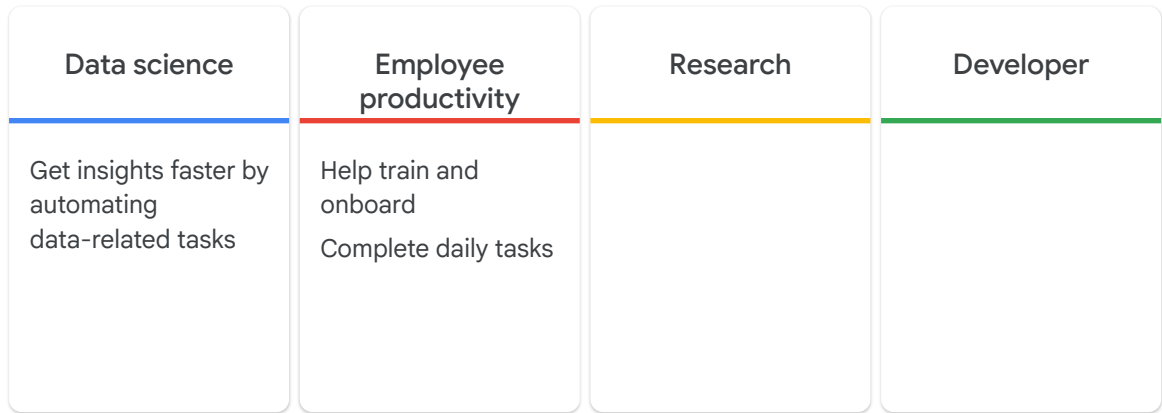 Data science
Employee
productivity
Research
Developer
Get insights faster by
automating
data-related tasks
Help train and
onboard
Complete daily tasks